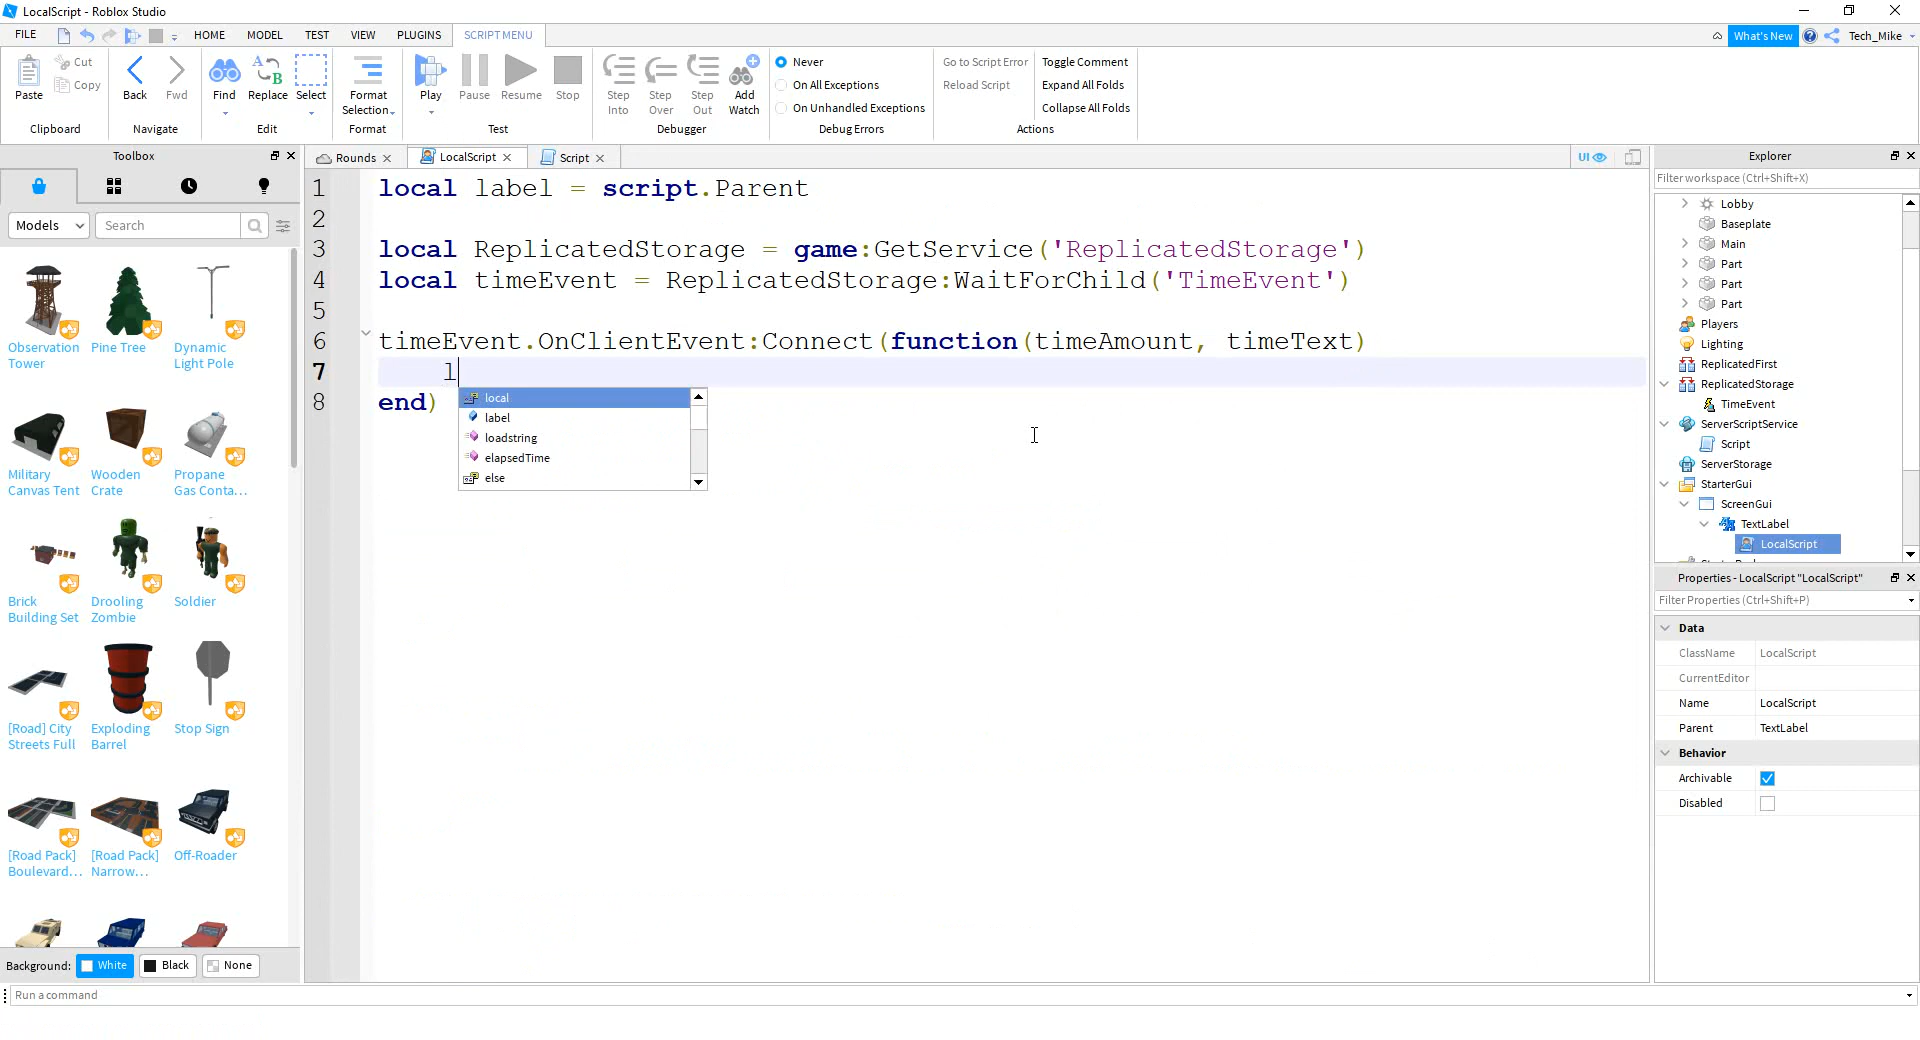 LocalScript - Roblox Studio
FILE HOME MODEL TEST VIEW PLUGINS SCRIPT MENU What's New Tech_Mike
Paste Cut Copy Clipboard
Back Fwd Navigate
Find Replace Select Edit
Format Selection Format
Play Pause Resume Stop Test
Step Into Step Over Step Out Add Watch Debugger
Never
On All Exceptions
On Unhandled Exceptions
Debug Errors
Go to Script Error
Reload Script
Toggle Comment
Expand All Folds
Collapse All Folds
Actions
Toolbox
Models Search
Observation Tower
Pine Tree
Dynamic Light Pole
Military Canvas Tent
Wooden Crate
Propane Gas Conta...
Brick Building Set
Drooling Zombie
Soldier
[Road] City Streets Full
Exploding Barrel
Stop Sign
[Road Pack] Boulevard...
[Road Pack] Narrow...
Off-Roader
Background: White Black None
Rounds LocalScript Script UI
1 local label = script.Parent
2
3 local ReplicatedStorage = game:GetService('ReplicatedStorage')
4 local timeEvent = ReplicatedStorage:WaitForChild('TimeEvent')
5
6 timeEvent.OnClientEvent:Connect(function(timeAmount, timeText)
7 l
8 end)
local
label
loadstring
elapsedTime
else
Explorer
Filter workspace (Ctrl+Shift+X)
Lobby
Baseplate
Main
Part
Part
Part
Players
Lighting
ReplicatedFirst
ReplicatedStorage
TimeEvent
ServerScriptService
Script
ServerStorage
StarterGui
ScreenGui
TextLabel
LocalScript
Properties - LocalScript "LocalScript"
Filter Properties (Ctrl+Shift+P)
Data
ClassName LocalScript
CurrentEditor
Name LocalScript
Parent TextLabel
Behavior
Archivable
Disabled
Run a command